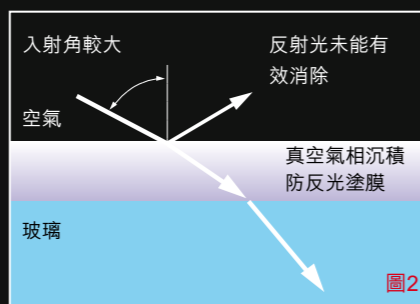 入射角較大
反射光未能有
效消除
空氣
真空氣相沉積
防反光塗膜
玻璃
圖2